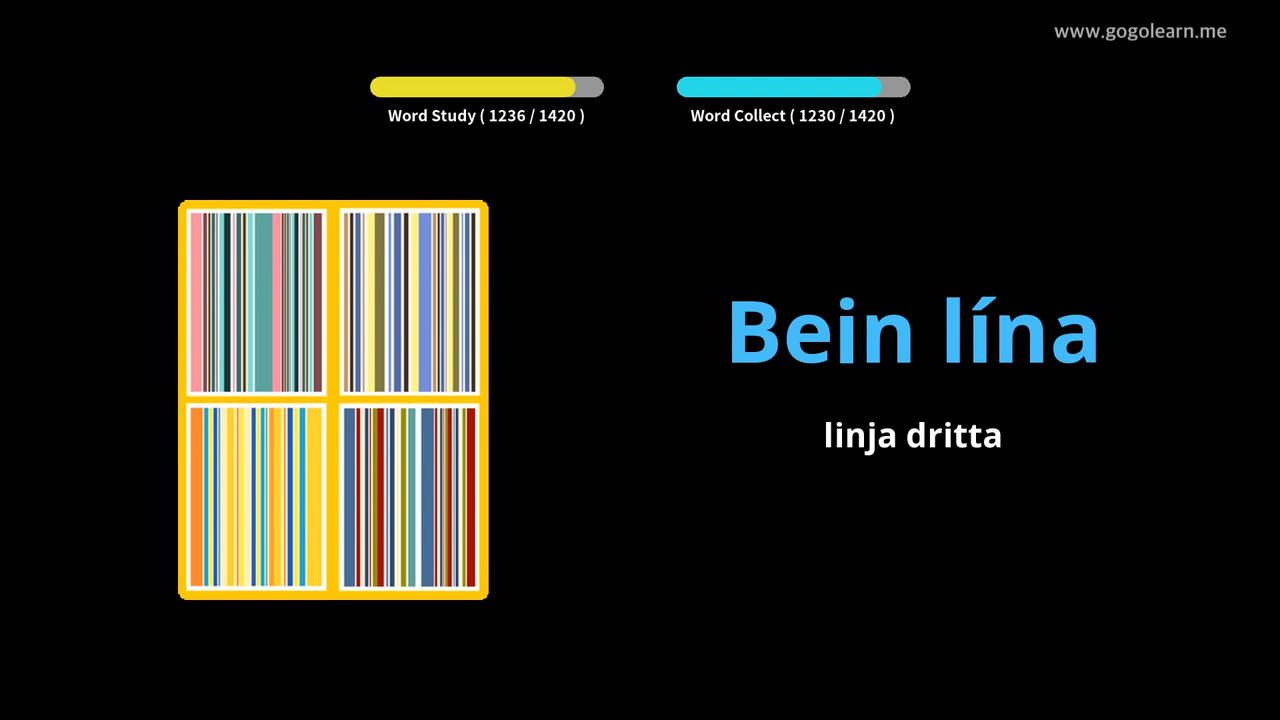 www.gogolearn.me
Word Study ( 1236 / 1420 )
Word Collect ( 1230 / 1420 )
Bein lína
linja dritta